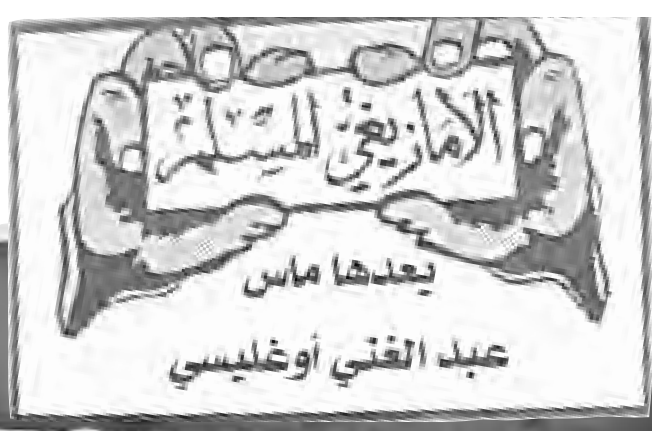 الأمازيغي المسلم
يعدها ماس
عبد الغني أوغليسي